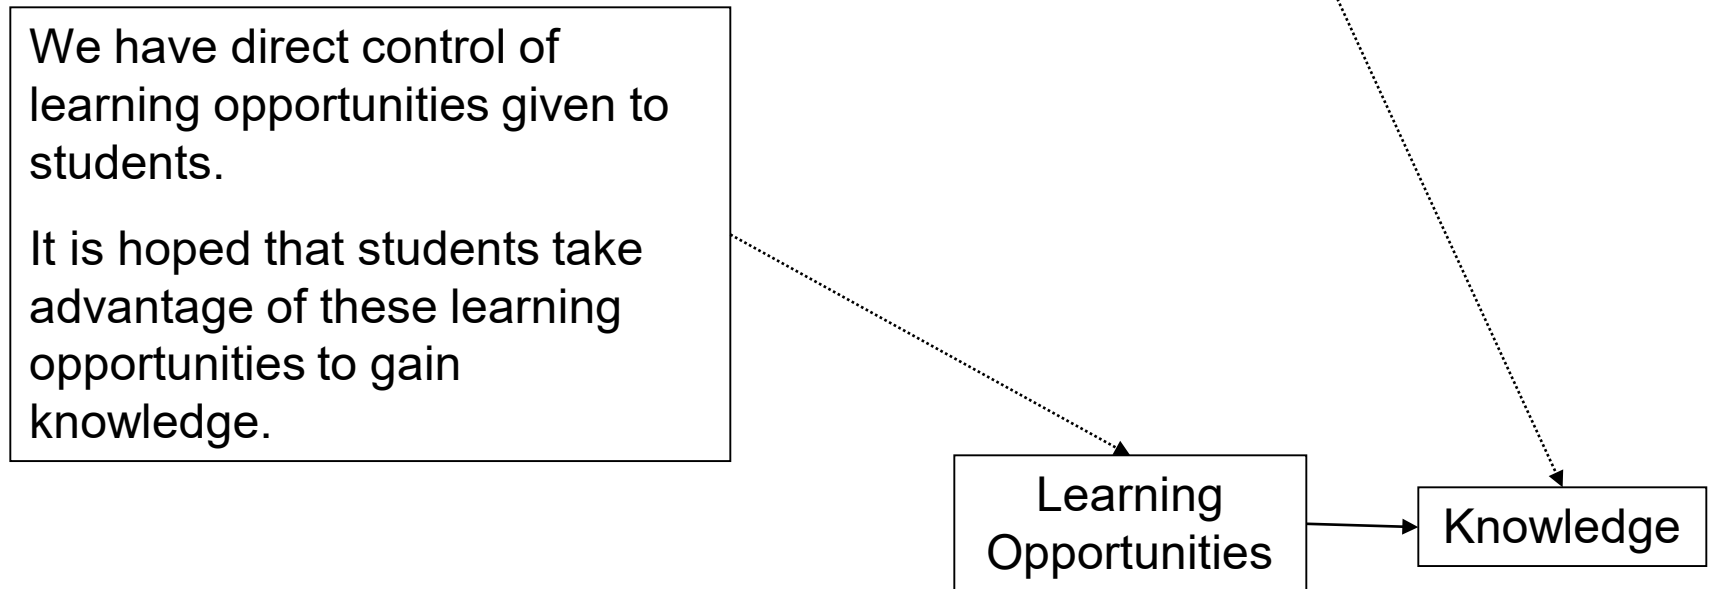 We have direct control of
learning opportunities given to
students.
It is hoped that students take
advantage of these learning
opportunities to gain
knowledge.
Learning
Opportunities
Knowledge